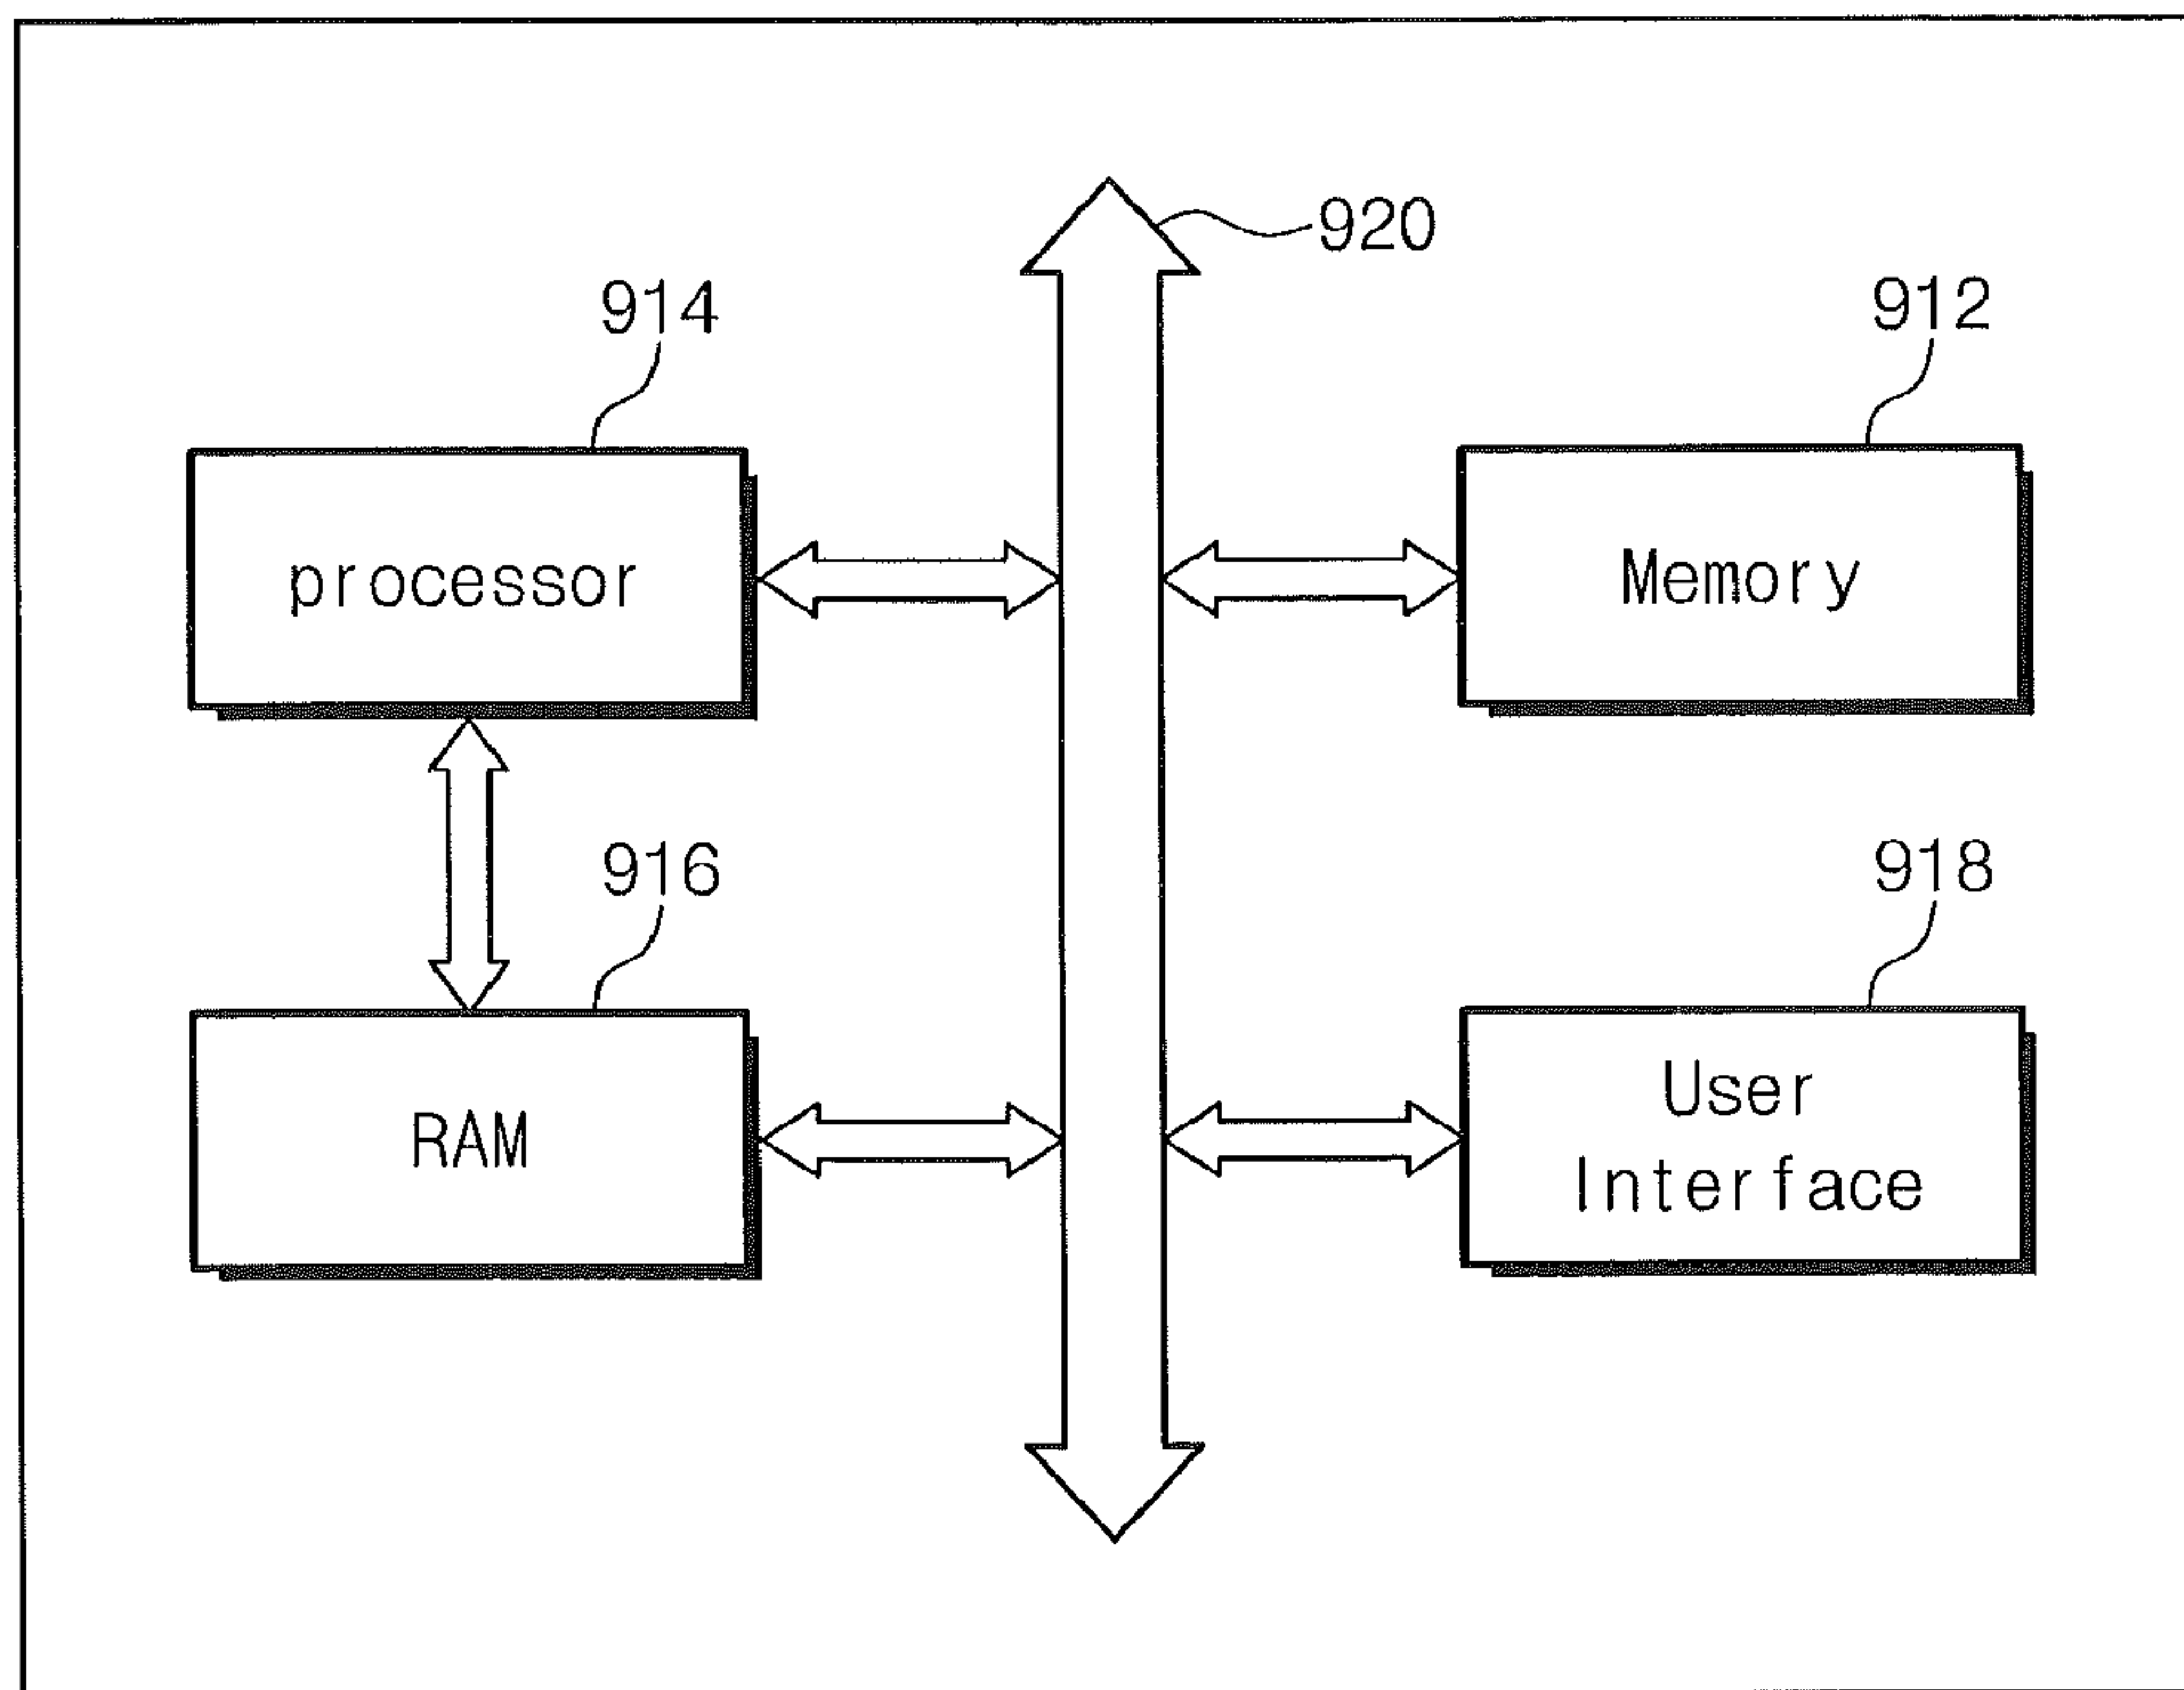 920
914
912
processor
Memory
916
918
RAM
User
Interface